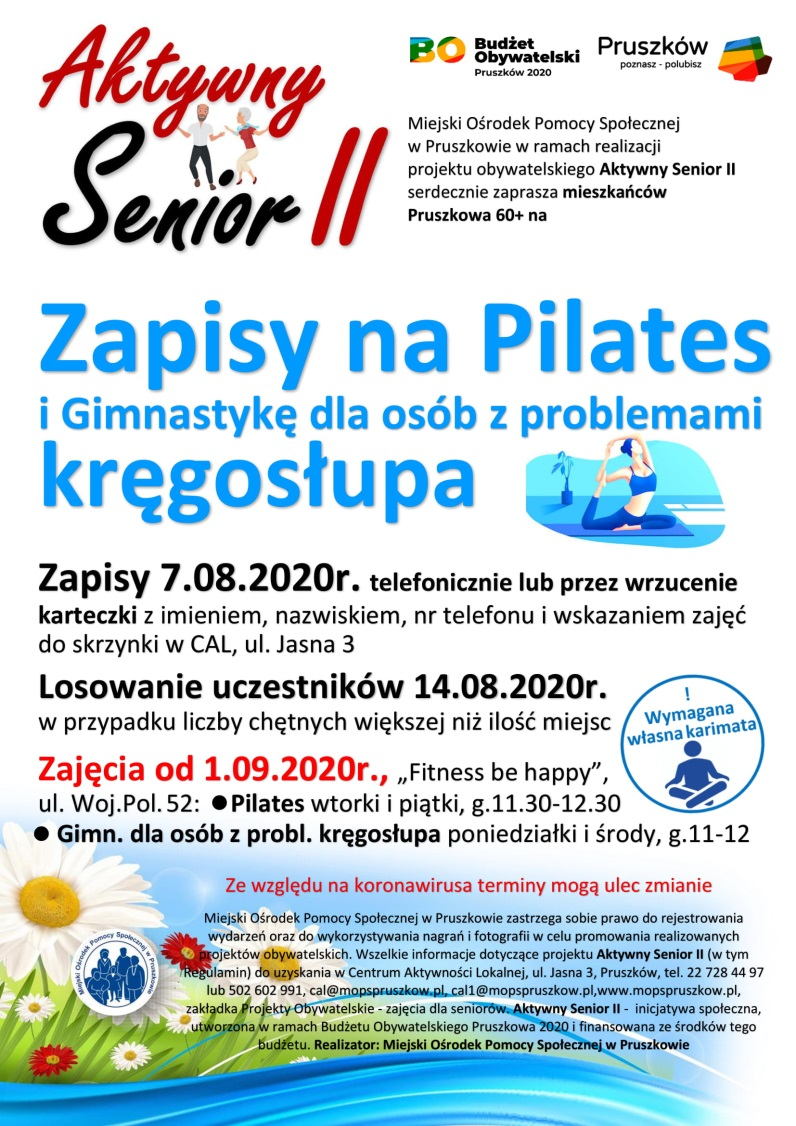 Aktywny
Senior II
BO Budżet
Obywatelski
Pruszków 2020
Pruszków
poznasz - polubisz
Miejski Ośrodek Pomocy Społecznej
w Pruszkowie w ramach realizacji
projektu obywatelskiego Aktywny Senior II
serdecznie zaprasza mieszkańców
Pruszkowa 60+ na
Zapisy na Pilates
i Gimnastykę dla osób z problemami
kręgosłupa
Zapisy 7.08.2020r. telefonicznie lub przez wrzucenie
karteczki z imieniem, nazwiskiem, nr telefonu i wskazaniem zajęć
do skrzynki w CAL, ul. Jasna 3
Losowanie uczestników 14.08.2020r.
w przypadku liczby chętnych większej niż ilość miejsc
!
Wymagana
własna karimata
Zajęcia od 1.09.2020r., „Fitness be happy”,
ul. Woj.Pol. 52: ●Pilates wtorki i piątki, g.11.30-12.30
● Gimn. dla osób z probl. kręgosłupa poniedziałki i środy, g.11-12
Ze względu na koronawirusa terminy mogą ulec zmianie
Miejski Ośrodek Pomocy Społecznej w Pruszkowie zastrzega sobie prawo do rejestrowania
wydarzeń oraz do wykorzystywania nagrań i fotografii w celu promowania realizowanych
projektów obywatelskich. Wszelkie informacje dotyczące projektu Aktywny Senior II (w tym
Regulamin) do uzyskania w Centrum Aktywności Lokalnej, ul. Jasna 3, Pruszków, tel. 22 728 44 97
lub 502 602 991, cal@mopspruszkow.pl, cal1@mopspruszkow.pl,www.mopspruszkow.pl,
zakładka Projekty Obywatelskie - zajęcia dla seniorów. Aktywny Senior II - inicjatywa społeczna,
utworzona w ramach Budżetu Obywatelskiego Pruszkowa 2020 i finansowana ze środków tego
budżetu. Realizator: Miejski Ośrodek Pomocy Społecznej w Pruszkowie
Miejski Ośrodek Pomocy Społecznej w Pruszkowie